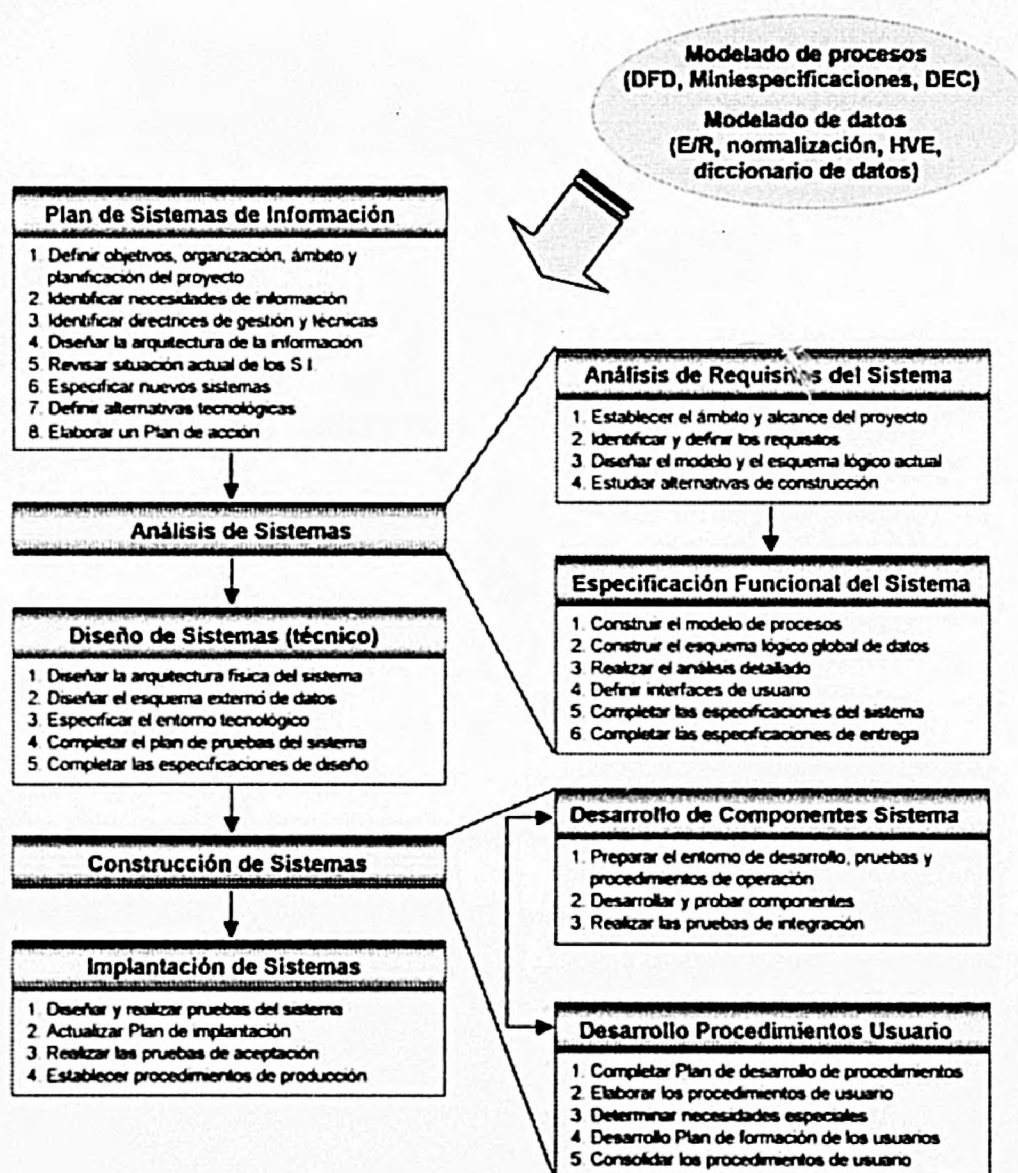 Modelado de procesos
(DFD, Miniespecificaciones, DEC)
Modelado de datos
(E/R, normalización, HVE,
diccionario de datos)
Plan de Sistemas de Información
1. Definir objetivos, organización, ámbito y
planificación del proyecto
2. Identificar necesidades de información
3. Identificar directrices de gestión y técnicas
4. Diseñar la arquitectura de la información
5. Revisar situación actual de los S.I.
6. Especificar nuevos sistemas
7. Definir alternativas tecnológicas
8. Elaborar un Plan de acción
Análisis de Sistemas
Análisis de Requisitos del Sistema
1. Establecer el ámbito y alcance del proyecto
2. Identificar y definir los requisitos
3. Diseñar el modelo y el esquema lógico actual
4. Estudiar alternativas de construcción
Especificación Funcional del Sistema
1. Construir el modelo de procesos
2. Construir el esquema lógico global de datos
3. Realizar el análisis detallado
4. Definir interfaces de usuario
5. Completar las especificaciones del sistema
6. Completar las especificaciones de entrega
Diseño de Sistemas (técnico)
1. Diseñar la arquitectura física del sistema
2. Diseñar el esquema externo de datos
3. Especificar el entorno tecnológico
4. Completar el plan de pruebas del sistema
5. Completar las especificaciones de diseño
Construcción de Sistemas
Desarrollo de Componentes Sistema
1. Preparar el entorno de desarrollo, pruebas y
procedimientos de operación
2. Desarrollar y probar componentes
3. Realizar las pruebas de integración
Desarrollo Procedimientos Usuario
1. Completar Plan de desarrollo de procedimientos
2. Elaborar los procedimientos de usuario
3. Determinar necesidades especiales
4. Desarrollo Plan de formación de los usuarios
5. Consolidar los procedimientos de usuario
Implantación de Sistemas
1. Diseñar y realizar pruebas del sistema
2. Actualizar Plan de implantación
3. Realizar las pruebas de aceptación
4. Establecer procedimientos de producción